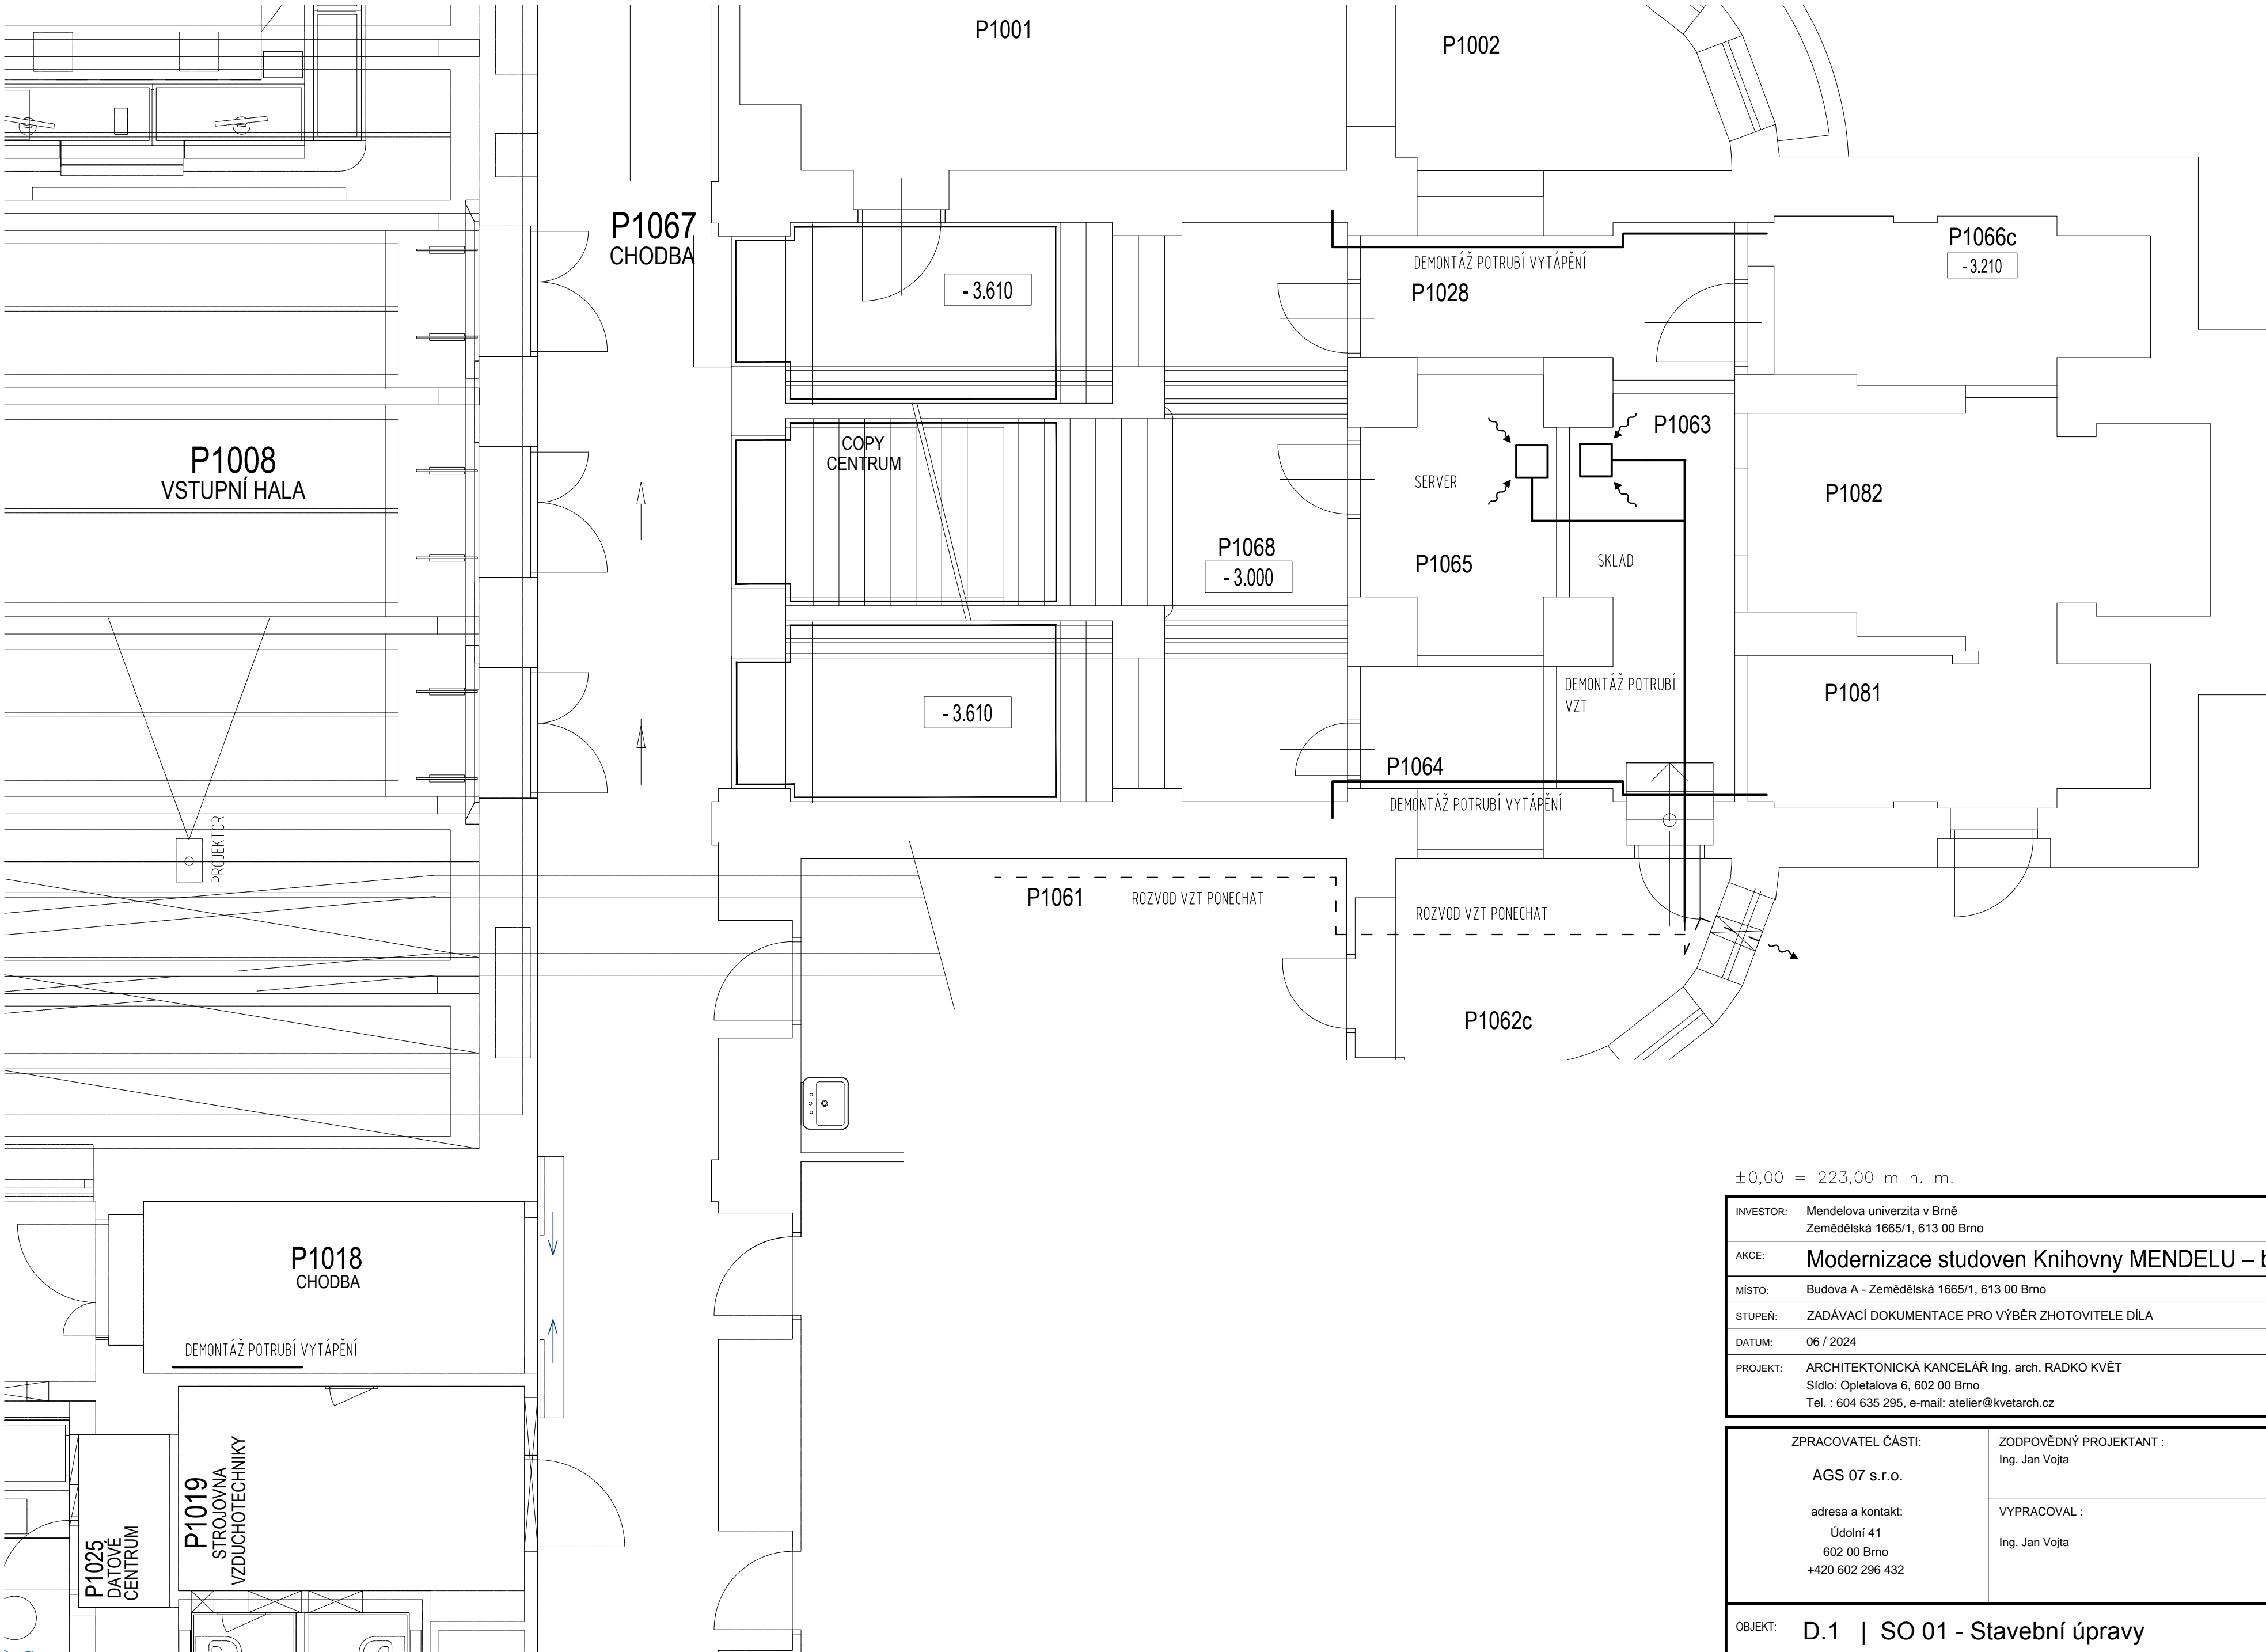 P1001
P1002
P1067
CHODBA
P1066c
- 3.210
DEMONTÁŽ POTRUBÍ VYTÁPĚNÍ
P1028
- 3.610
P1063
COPY
CENTRUM
P1008
VSTUPNÍ HALA
SERVER
P1082
P1068
- 3.000
P1065
SKLAD
DEMONTÁŽ POTRUBÍ
VZT
P1081
- 3.610
P1064
DEMONTÁŽ POTRUBÍ VYTÁPĚNÍ
PROJEKTOR
P1061
ROZVOD VZT PONECHAT
ROZVOD VZT PONECHAT
P1062c
P1018
CHODBA
DEMONTÁŽ POTRUBÍ VYTÁPĚNÍ
P1019
STROJOVNA
VZDUCHOTECHNIKY
P1025
DATOVÉ
CENTRUM
±0,00 = 223,00 m n. m.
INVESTOR: Mendelova univerzita v Brně
Zemědělská 1665/1, 613 00 Brno
AKCE: Modernizace studoven Knihovny MENDELU –
MÍSTO: Budova A - Zemědělská 1665/1, 613 00 Brno
STUPEŇ: ZADÁVACÍ DOKUMENTACE PRO VÝBĚR ZHOTOVITELE DÍLA
DATUM: 06 / 2024
PROJEKT: ARCHITEKTONICKÁ KANCELÁŘ Ing. arch. RADKO KVĚT
Sídlo: Opletalova 6, 602 00 Brno
Tel. : 604 635 295, e-mail: atelier@kvetarch.cz
ZPRACOVATEL ČÁSTI:
AGS 07 s.r.o.
adresa a kontakt:
Údolní 41
602 00 Brno
+420 602 296 432
ZODPOVĚDNÝ PROJEKTANT :
Ing. Jan Vojta
VYPRACOVAL :
Ing. Jan Vojta
OBJEKT: D.1 | SO 01 - Stavební úpravy